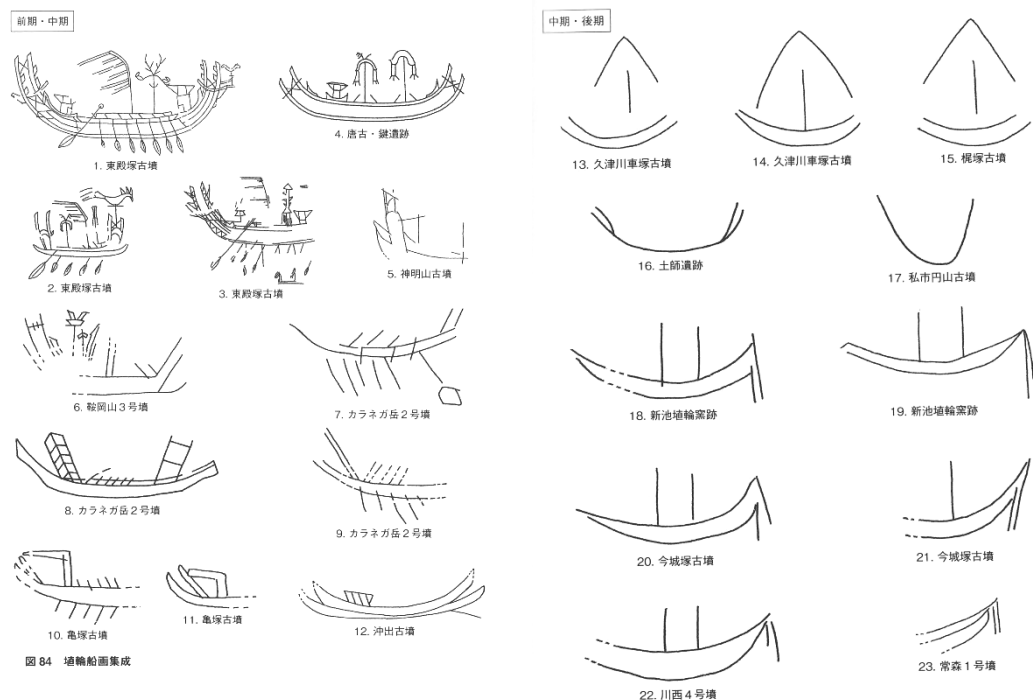 前期・中期
1. 東殿塚古墳
4. 唐古・鍵遺跡
2. 東殿塚古墳
3. 東殿塚古墳
5. 神明山古墳
6. 鞍岡山3号墳
7. カラネガ岳2号墳
8. カラネガ岳2号墳
9. カラネガ岳2号墳
10. 亀塚古墳
11. 亀塚古墳
12. 沖出古墳
図84 埴輪船画集成
中期・後期
13. 久津川車塚古墳
14. 久津川車塚古墳
15. 梶塚古墳
16. 土師遺跡
17. 私市円山古墳
18. 新池埴輪窯跡
19. 新池埴輪窯跡
20. 今城塚古墳
21. 今城塚古墳
22. 川西4号墳
23. 常森1号墳